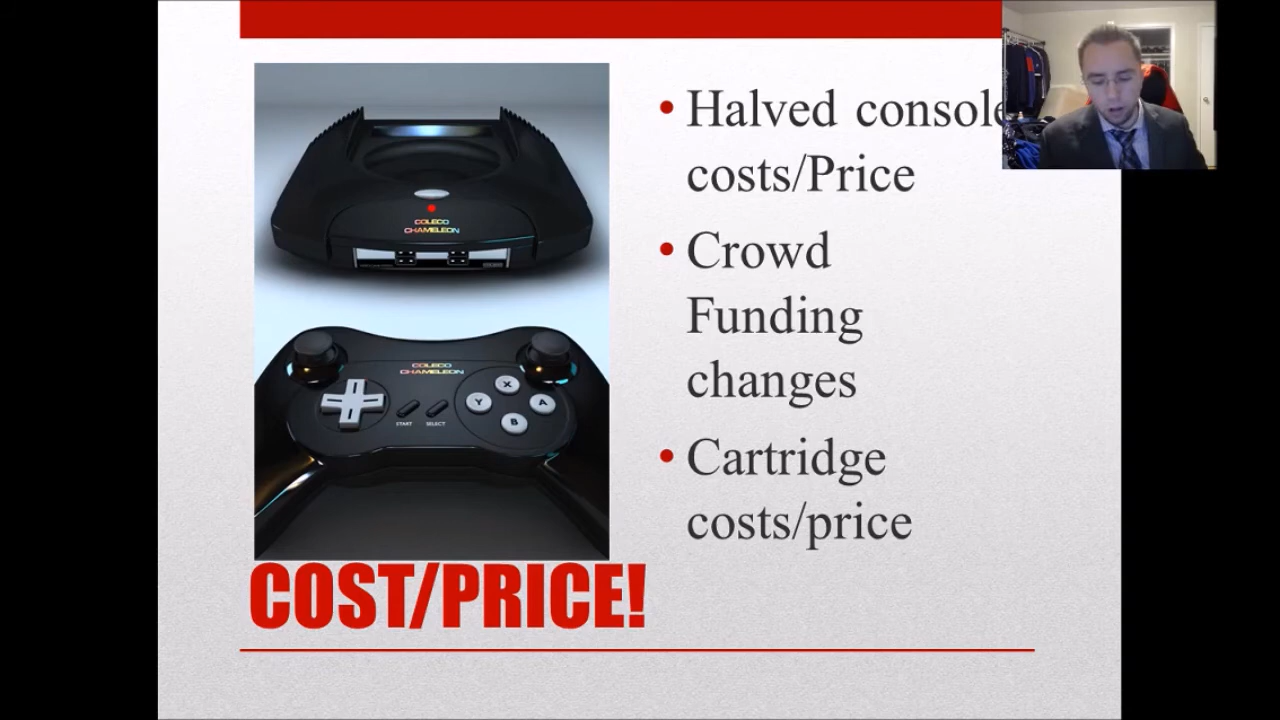 • Halved console
costs/Price
• Crowd
Funding
changes
• Cartridge
costs/price
COLECO
CHAMELEON
COLECO
CHAMELEON
X
Y
A
B
START
SELECT
COST/PRICE!